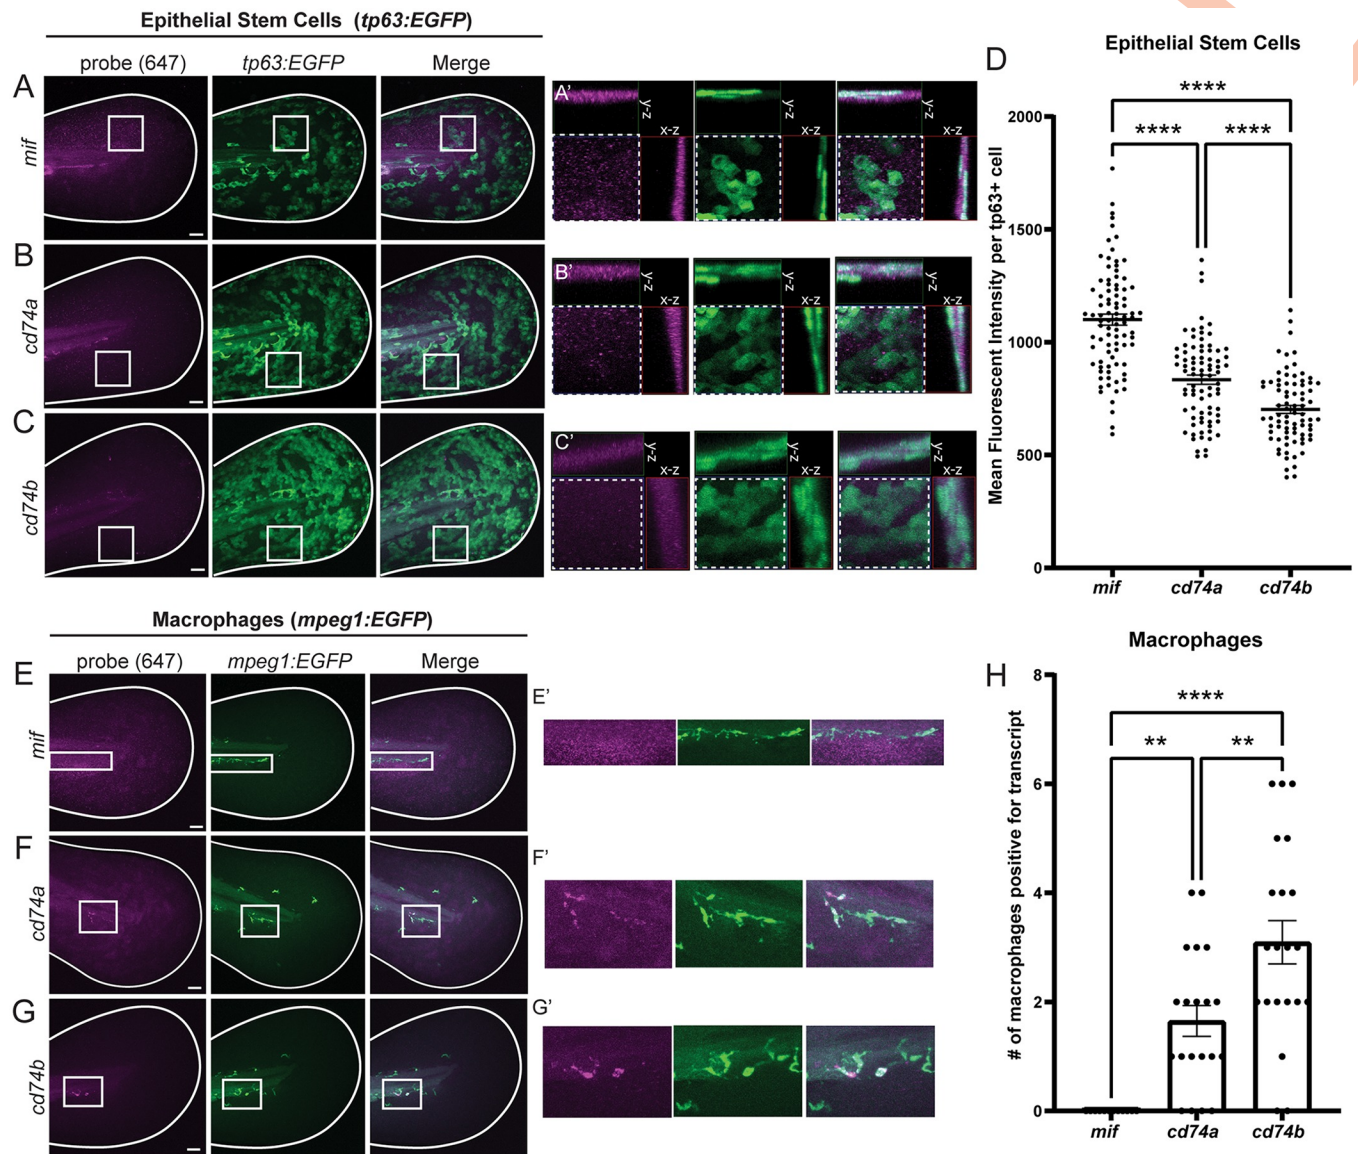 Epithelial Stem Cells (tp63:EGFP)
probe (647)
tp63:EGFP
Merge
A
mif
A'
y-z
x-z
y-z
x-z
y-z
x-z
B
cd74a
B'
y-z
x-z
y-z
x-z
y-z
x-z
C
cd74b
C'
y-z
x-z
y-z
x-z
y-z
x-z
D
Epithelial Stem Cells
Mean Fluorescent Intensity per tp63+ cell
****
****
****
2000
1500
1000
500
0
mif
cd74a
cd74b
Macrophages (mpeg1:EGFP)
probe (647)
mpeg1:EGFP
Merge
E
mif
E'
F
cd74a
F'
G
cd74b
G'
H
Macrophages
# of macrophages positive for transcript
****
**
**
8
6
4
2
0
mif
cd74a
cd74b